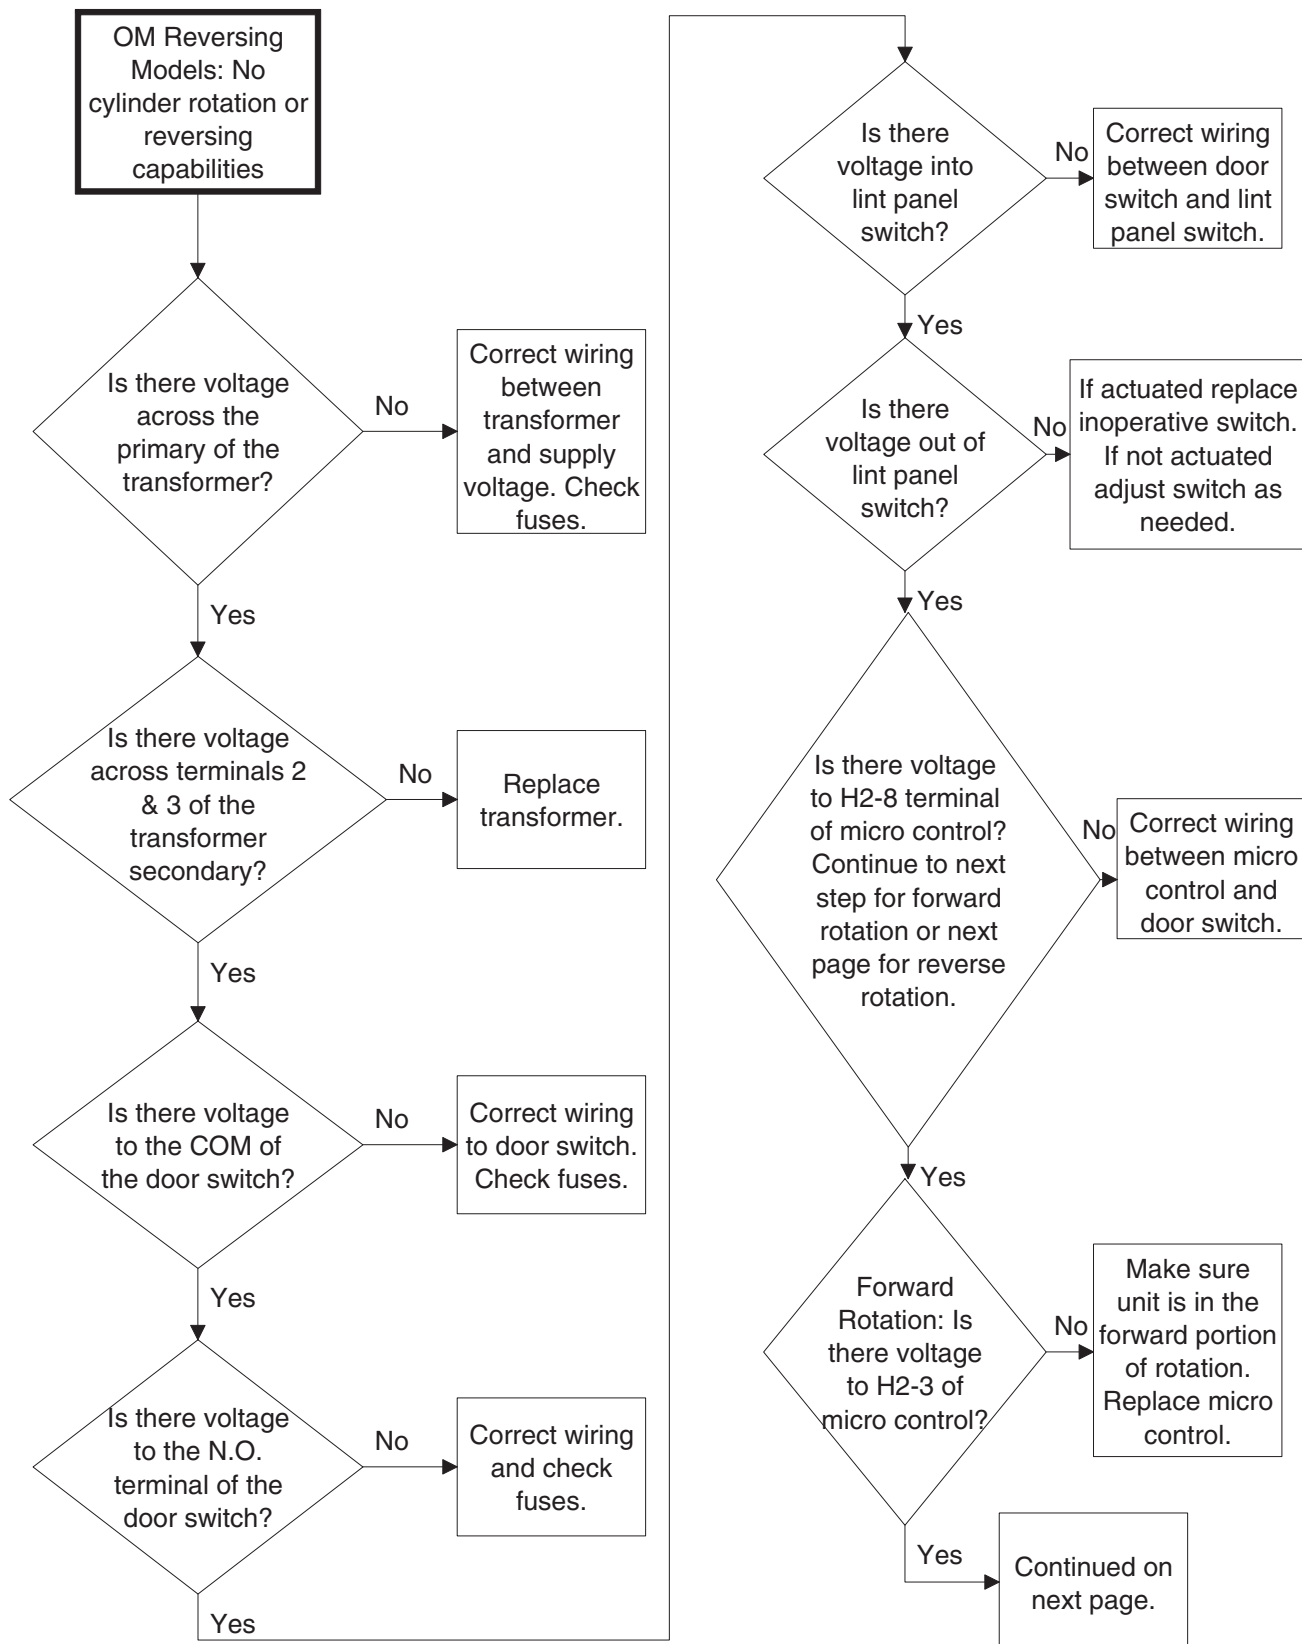 OM Reversing
Models: No
cylinder rotation or
reversing
capabilities
Is there voltage
across the
primary of the
transformer?
No
Correct wiring
between
transformer
and supply
voltage. Check
fuses.
Yes
Is there voltage
across terminals 2
& 3 of the
transformer
secondary?
No
Replace
transformer.
Yes
Is there voltage
to the COM of
the door switch?
No
Correct wiring
to door switch.
Check fuses.
Yes
Is there voltage
to the N.O.
terminal of the
door switch?
No
Correct wiring
and check
fuses.
Yes
Is there
voltage into
lint panel
switch?
No
Correct wiring
between door
switch and lint
panel switch.
Yes
Is there
voltage out of
lint panel
switch?
No
If actuated replace
inoperative switch.
If not actuated
adjust switch as
needed.
Yes
Is there voltage
to H2-8 terminal
of micro control?
Continue to next
step for forward
rotation or next
page for reverse
rotation.
No
Correct wiring
between micro
control and
door switch.
Yes
Forward
Rotation: Is
there voltage
to H2-3 of
micro control?
No
Make sure
unit is in the
forward portion
of rotation.
Replace micro
control.
Yes
Continued on
next page.